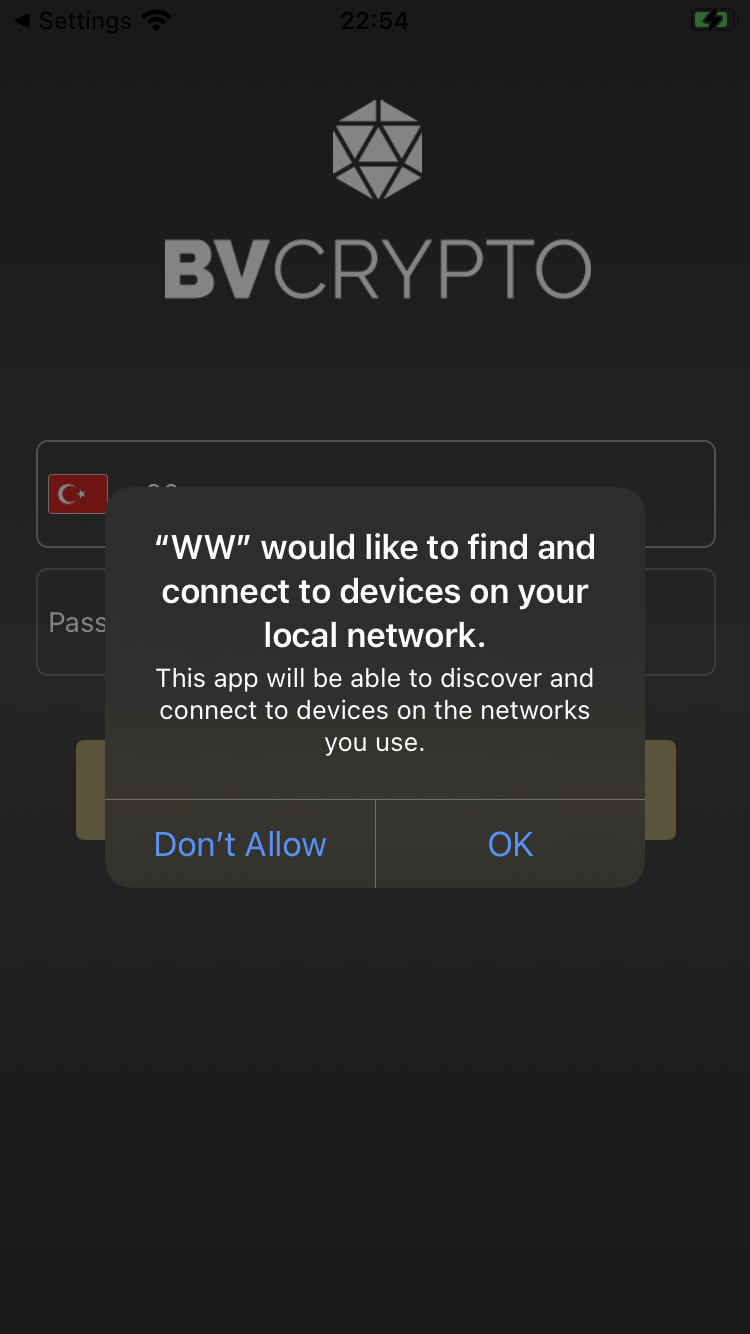 Settings
22:54
BVCRYPTO
“WW” would like to find and
connect to devices on your
local network.
This app will be able to discover and
connect to devices on the networks
you use.
Pass
Don’t Allow
OK